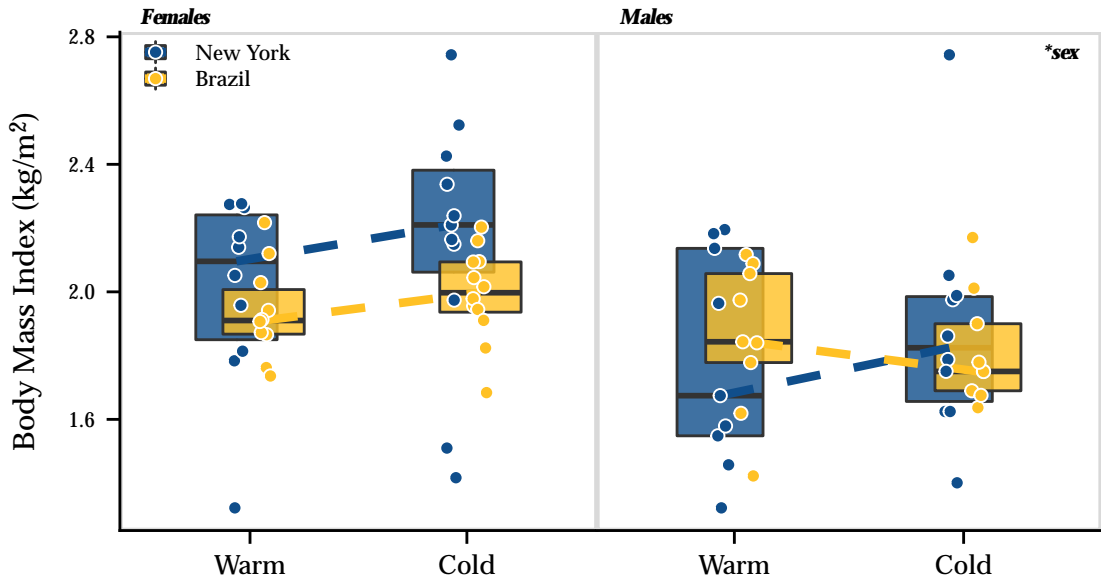 Females
Males
2.8
New York
Brazil
*sex
2.4
2.0
1.6
Body Mass Index (kg/m²)
Warm
Cold
Warm
Cold